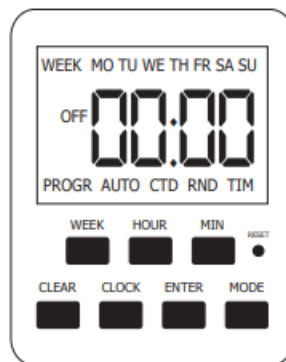 WEEK MO TU WE TH FR SA SU
OFF 00:00
PROGR AUTO CTD RND TIM
WEEK HOUR MIN RESET
CLEAR CLOCK ENTER MODE